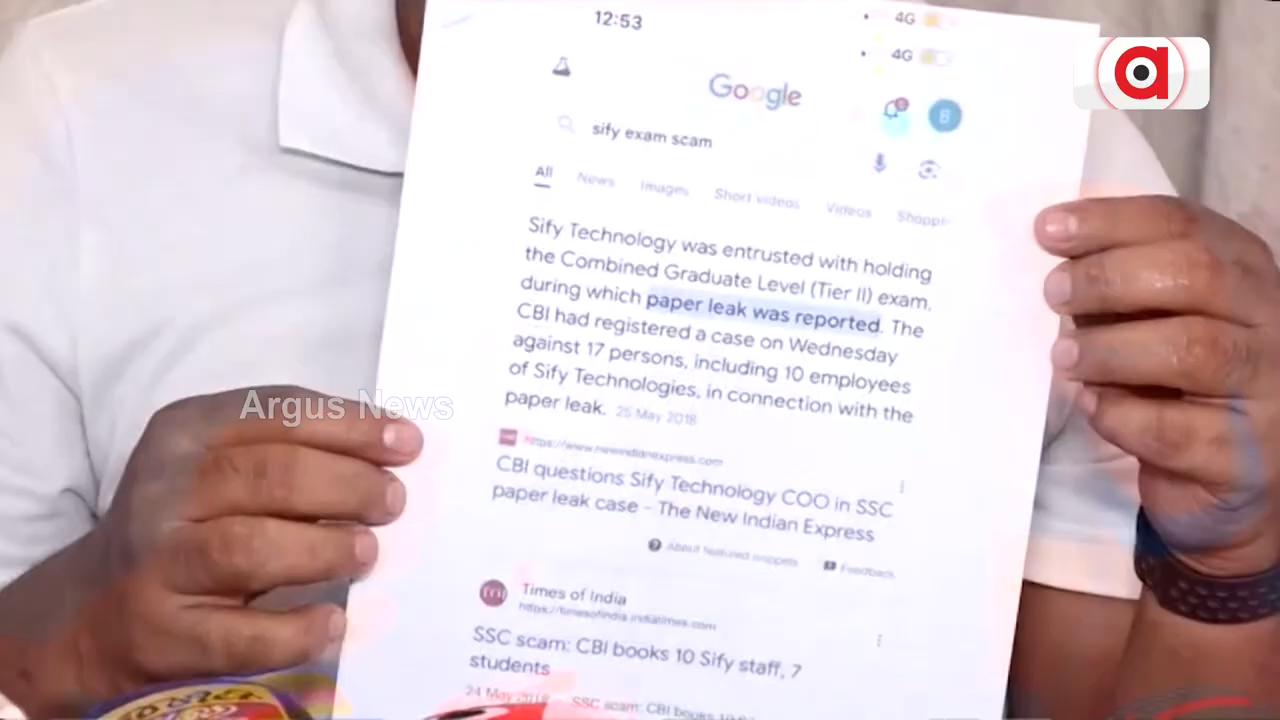 12:53
4G
4G
Google
B
sify exam scam
All News Images Short videos Videos Shoppi
Sify Technology was entrusted with holding
the Combined Graduate Level (Tier II) exam,
during which paper leak was reported. The
CBI had registered a case on Wednesday
against 17 persons, including 10 employees
of Sify Technologies, in connection with the
paper leak. 25 May 2018
https://www.newindianexpress.com
CBI questions Sify Technology COO in SSC
paper leak case - The New Indian Express
About featured snippets Feedback
Times of India
https://timesofindia.indiatimes.com
SSC scam: CBI books 10 Sify staff, 7
students
24 May 2018 SSC scam: CBI books 10
Argus News
a